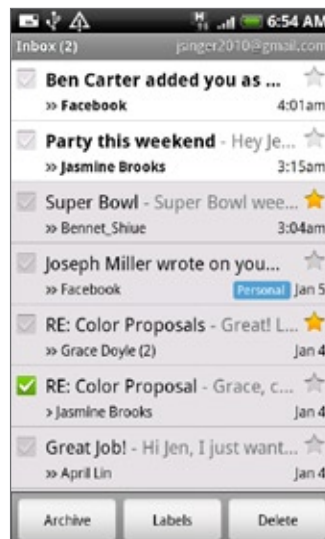 6:54 AM
Inbox (2) jsinger2010@gmail.com
Ben Carter added you as ...
» Facebook 4:01am
Party this weekend - Hey Je...
» Jasmine Brooks 3:15am
Super Bowl - Super Bowl wee...
» Bennet_Shiue 3:04am
Joseph Miller wrote on you...
» Facebook Personal Jan 5
RE: Color Proposals - Great! L...
» Grace Doyle (2) Jan 4
RE: Color Proposal - Grace, c...
› Jasmine Brooks Jan 4
Great Job! - Hi Jen, I just want...
» April Lin Jan 4
Archive Labels Delete